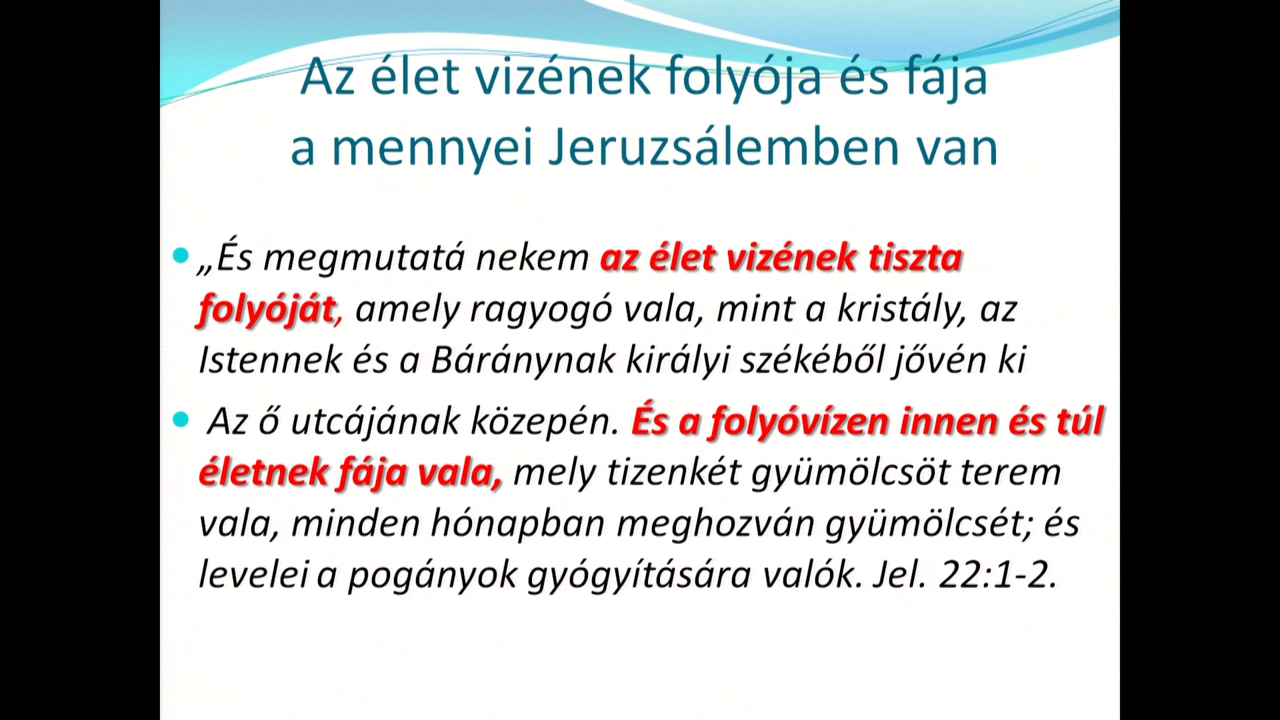 Az élet vizének folyója és fája
a mennyei Jeruzsálemben van
• „És megmutatá nekem az élet vizének tiszta
folyóját, amely ragyogó vala, mint a kristály, az
Istennek és a Báránynak királyi székéből jővén ki
• Az ő utcájának közepén. És a folyóvízen innen és túl
életnek fája vala, mely tizenkét gyümölcsöt terem
vala, minden hónapban meghozván gyümölcsét; és
levelei a pogányok gyógyítására valók. Jel. 22:1-2.